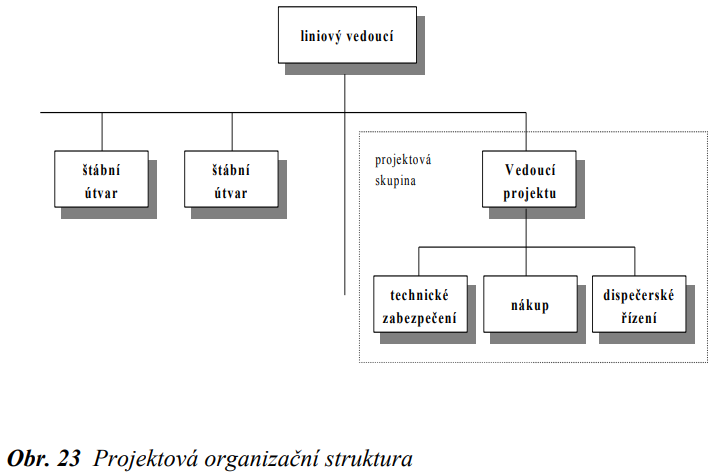 liniový vedoucí
štábní
útvar
štábní
útvar
projektová
skupina
Vedoucí
projektu
technické
zabezpečení
nákup
dispečerské
řízení
Obr. 23 Projektová organizační struktura